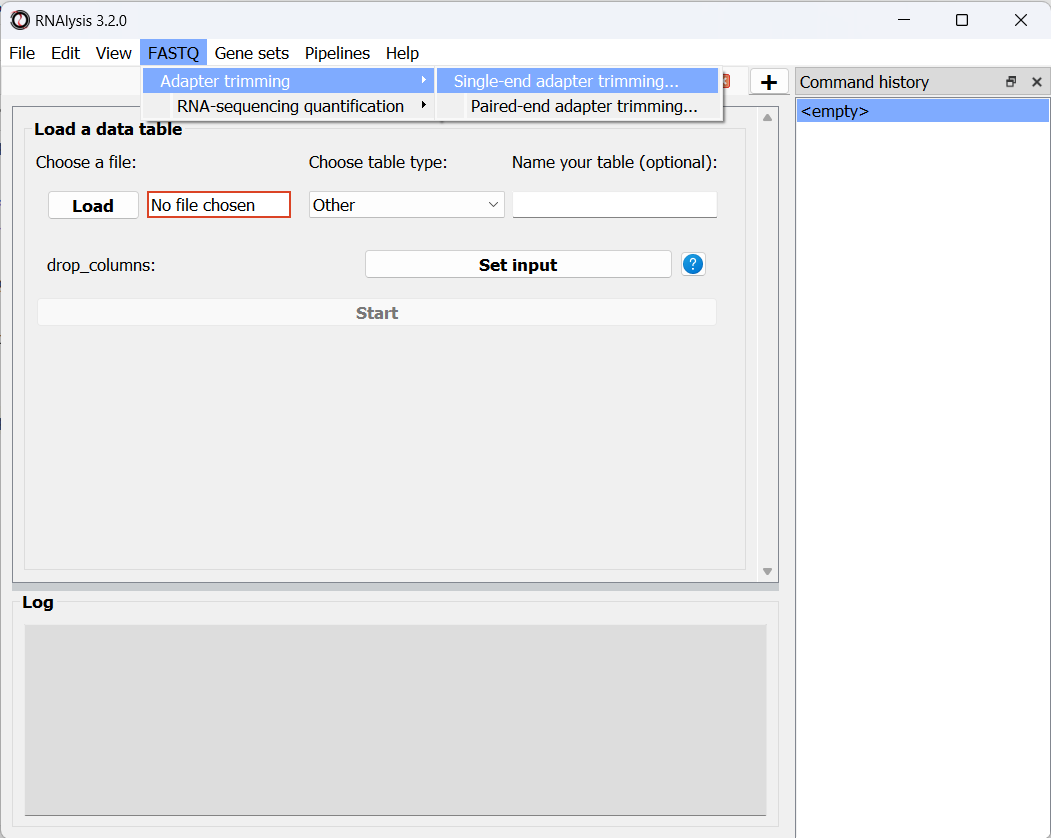 RNAlysis 3.2.0
File Edit View FASTQ Gene sets Pipelines Help
Adapter trimming
Single-end adapter trimming...
RNA-sequencing quantification
Paired-end adapter trimming...
+
Command history
<empty>
Load a data table
Choose a file:
Choose table type:
Name your table (optional):
Load
No file chosen
Other
drop_columns:
Set input
?
Start
Log